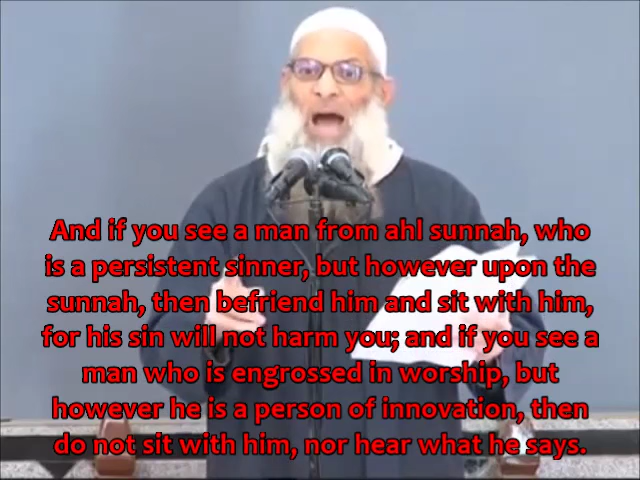 And if you see a man from ahl sunnah, who
is a persistent sinner, but however upon the
sunnah, then befriend him and sit with him,
for his sin will not harm you; and if you see a
man who is engrossed in worship, but
however he is a person of innovation, then
do not sit with him, nor hear what he says.